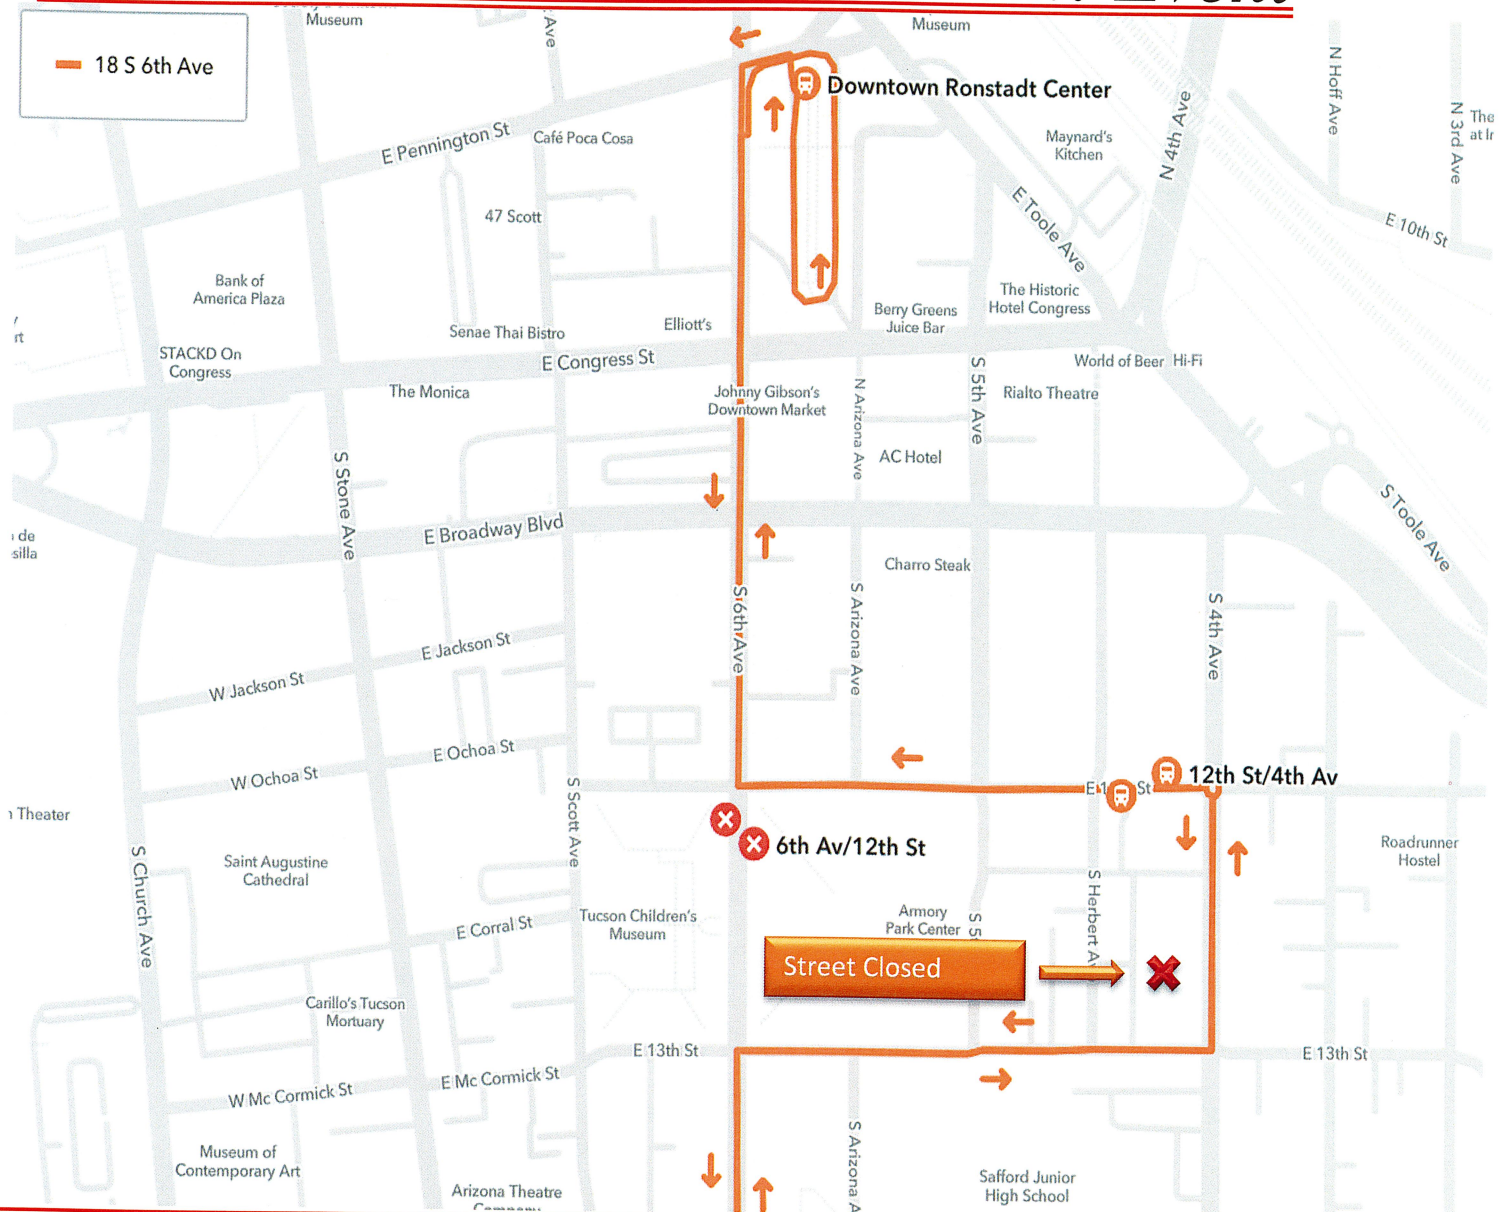 Museum
Ave
Museum
18 S 6th Ave
Downtown Ronstadt Center
N Hoff Ave
N 3rd Ave
The
N 4th Ave
E Pennington St
Café Poca Cosa
Maynard's
Kitchen
47 Scott
E Toole Ave
E 10th St
Bank of
America Plaza
The Historic
Hotel Congress
Berry Greens
Juice Bar
Senae Thai Bistro
Elliott's
STACKD On
Congress
E Congress St
World of Beer
Hi-Fi
The Monica
Johnny Gibson's
Downtown Market
N Arizona Ave
S 5th Ave
Rialto Theatre
AC Hotel
S Stone Ave
E Broadway Blvd
S Toole Ave
de
silla
Charro Steak
S 6th Ave
S Arizona Ave
S 4th Ave
E Jackson St
W Jackson St
E Ochoa St
W Ochoa St
S Scott Ave
12th St/4th Av
E 1
St
Theater
6th Av/12th St
Roadrunner
Hostel
Saint Augustine
Cathedral
S Church Ave
S Herbert A
Tucson Children's
Museum
Armory
Park Center
S 5
E Corral St
Street Closed
Carillo's Tucson
Mortuary
E 13th St
E 13th St
E Mc Cormick St
W Mc Cormick St
S Arizona A
Museum of
Contemporary Art
Safford Junior
High School
Arizona Theatre